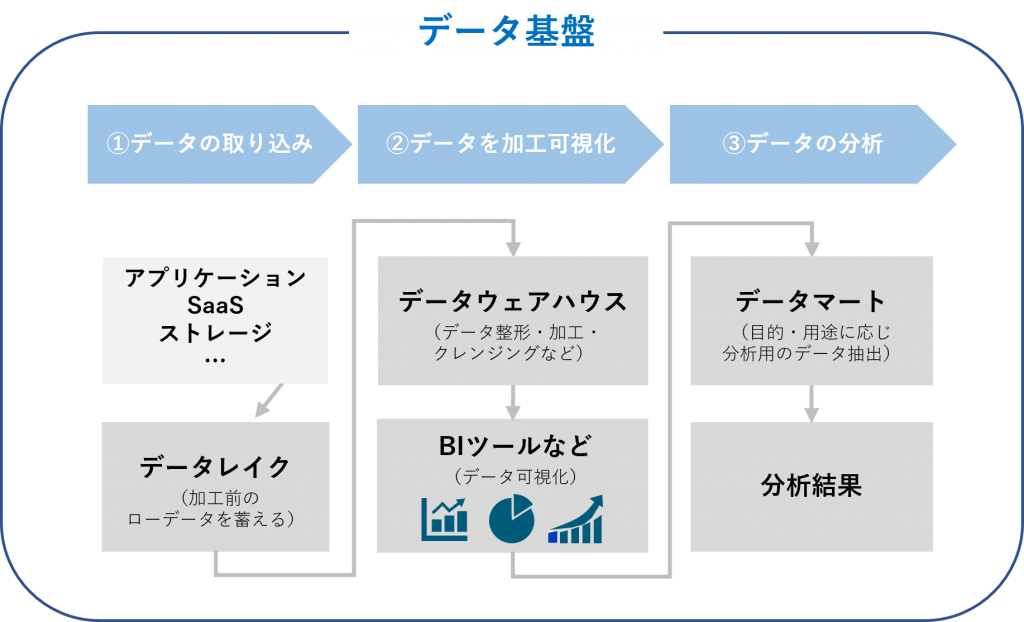 データ基盤
①データの取り込み
②データを加工可視化
③データの分析
アプリケーション
SaaS
ストレージ
…
データレイク
（加工前の
ローデータを蓄える）
データウェアハウス
（データ整形・加工・
クレンジングなど）
BIツールなど
（データ可視化）
データマート
（目的・用途に応じ
分析用のデータ抽出）
分析結果